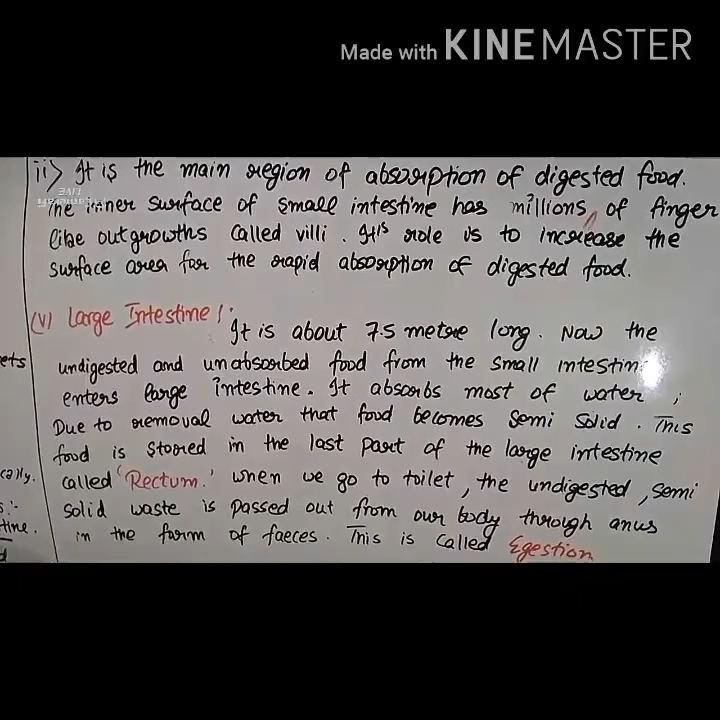 Made with KINEMASTER
ii> It is the main region of absorption of digested food.
The inner surface of small intestine has millions of finger
like outgrowths called villi. Its role is to increase the
surface area for the rapid absorption of digested food.
(V) Large Intestine!:
It is about 7.5 metre long. Now the
undigested and unabsorbed food from the small intestin
enters large intestine. It absorbs most of water,
Due to removal water that food becomes semi solid. This
food is stored in the last part of the large intestine
called 'Rectum.' when we go to toilet, the undigested, semi
solid waste is passed out from our body through anus
in the form of faeces. This is called Egestion
ets
cally.
s:-
tine.
d